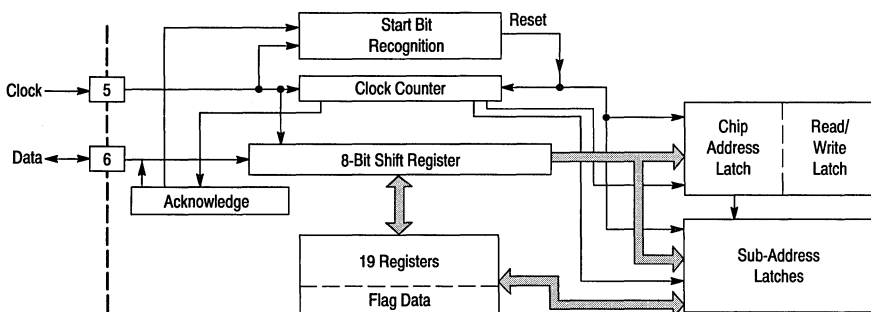 Start Bit
Recognition
Reset
Clock
5
Clock Counter
Data
6
8-Bit Shift Register
Chip
Address
Latch
Read/
Write
Latch
Acknowledge
19 Registers
Flag Data
Sub-Address
Latches